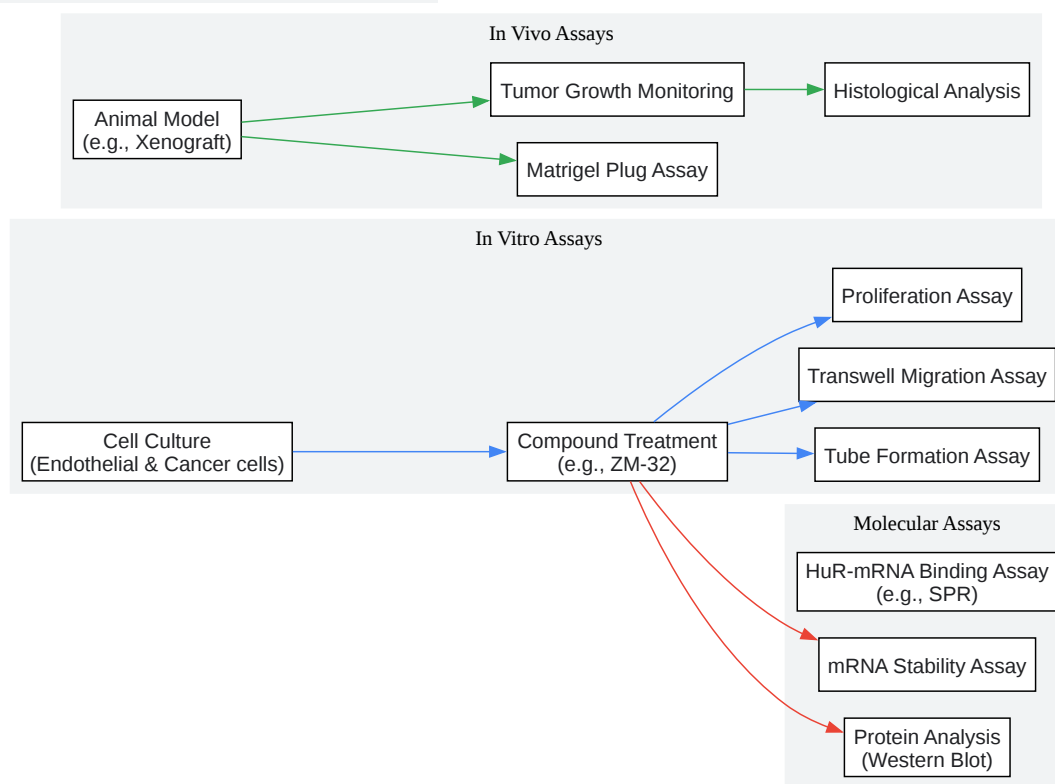 In Vivo Assays
Animal Model
(e.g., Xenograft)
Tumor Growth Monitoring
Histological Analysis
Matrigel Plug Assay
In Vitro Assays
Cell Culture
(Endothelial & Cancer cells)
Compound Treatment
(e.g., ZM-32)
Proliferation Assay
Transwell Migration Assay
Tube Formation Assay
Molecular Assays
HuR-mRNA Binding Assay
(e.g., SPR)
mRNA Stability Assay
Protein Analysis
(Western Blot)